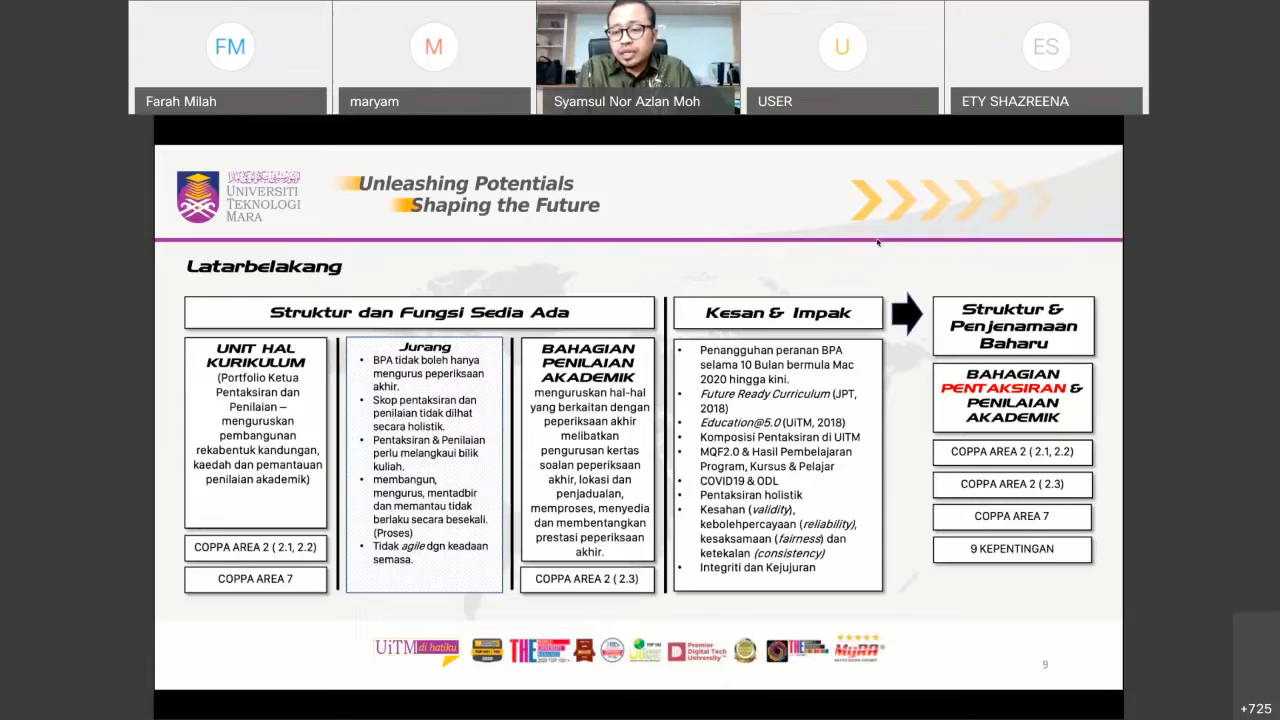 FM
M
U
ES
Farah Milah
maryam
Syamsul Nor Azlan Moh
USER
ETY SHAZREENA
UNIVERSITI
TEKNOLOGI
MARA
Unleashing Potentials
Shaping the Future
Latarbelakang
Struktur dan Fungsi Sedia Ada
UNIT HAL
KURIKULUM
(Portfolio Ketua
Pentaksiran dan
Penilaian –
menguruskan
pembangunan
rekabentuk kandungan,
kaedah dan pemantauan
penilaian akademik)
COPPA AREA 2 ( 2.1, 2.2)
COPPA AREA 7
Jurang
• BPA tidak boleh hanya
mengurus peperiksaan
akhir.
• Skop pentaksiran dan
penilaian tidak dilhat
secara holistik.
• Pentaksiran & Penilaian
perlu melangkaui bilik
kuliah.
• membangun,
mengurus, mentadbir
dan memantau tidak
berlaku secara besekali.
(Proses)
• Tidak agile dgn keadaan
semasa.
BAHAGIAN
PENILAIAN
AKADEMIK
menguruskan hal-hal
yang berkaitan dengan
peperiksaan akhir
melibatkan
pengurusan kertas
soalan peperiksaan
akhir, lokasi dan
penjadualan,
memproses, menyedia
dan membentangkan
prestasi peperiksaan
akhir.
COPPA AREA 2 ( 2.3)
Kesan & Impak
• Penangguhan peranan BPA
selama 10 Bulan bermula Mac
2020 hingga kini.
• Future Ready Curriculum (JPT,
2018)
• Education@5.0 (UiTM, 2018)
• Komposisi Pentaksiran di UITM
• MQF2.0 & Hasil Pembelajaran
Program, Kursus & Pelajar
• COVID19 & ODL
• Pentaksiran holistik
• Kesahan (validity),
kebolehpercayaan (reliability),
kesaksamaan (fairness) dan
ketekalan (consistency)
• Integriti dan Kejujuran
Struktur &
Penjenamaan
Baharu
BAHAGIAN
PENTAKSIRAN &
PENILAIAN
AKADEMIK
COPPA AREA 2 ( 2.1, 2.2)
COPPA AREA 2 ( 2.3)
COPPA AREA 7
9 KEPENTINGAN
UiTM di hatiku
THE
Premier
Digital Tech
University
THE
MyRA
9
+725